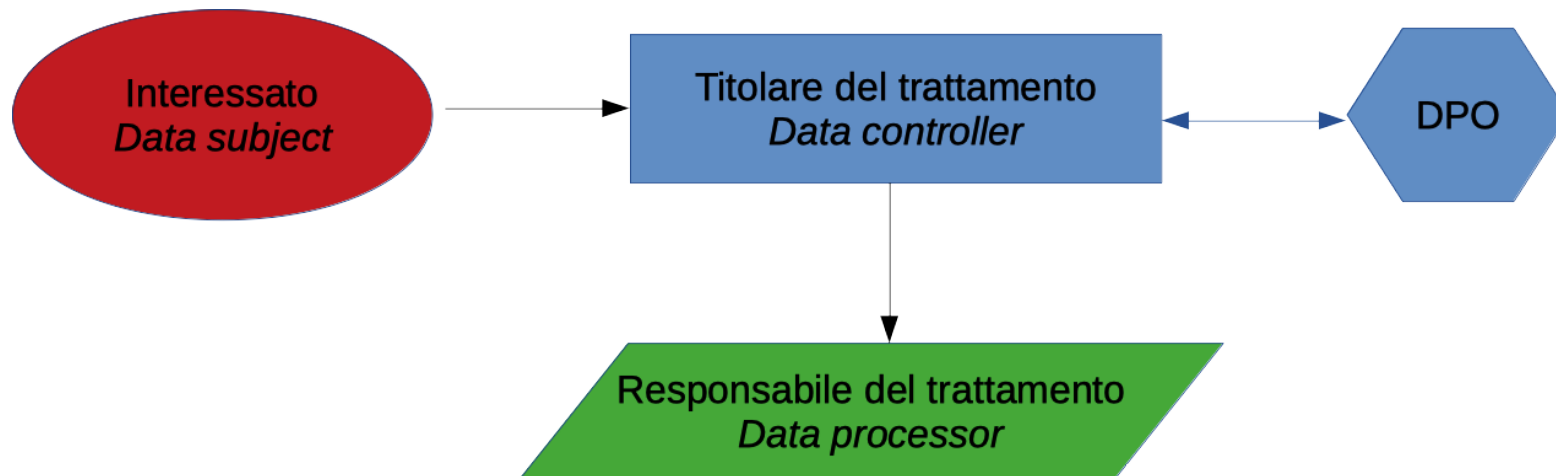 Interessato
Data subject
Titolare del trattamento
Data controller
DPO
Responsabile del trattamento
Data processor